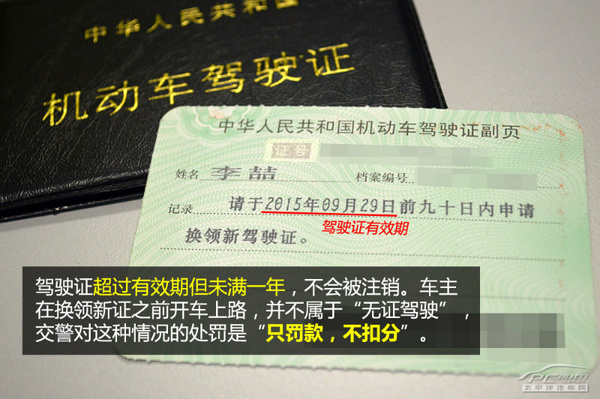 中华人民共和国
机动车驾驶证
中华人民共和国机动车驾驶证副页
证号
姓名 李喆 档案编号
记录 请于2015年09月29日前九十日内申请
驾驶证有效期
换领新驾驶证。
驾驶证超过有效期但未满一年，不会被注销。车主
在换领新证之前开车上路，并不属于“无证驾驶”，
交警对这种情况的处罚是“只罚款，不扣分”。
太平洋汽车网